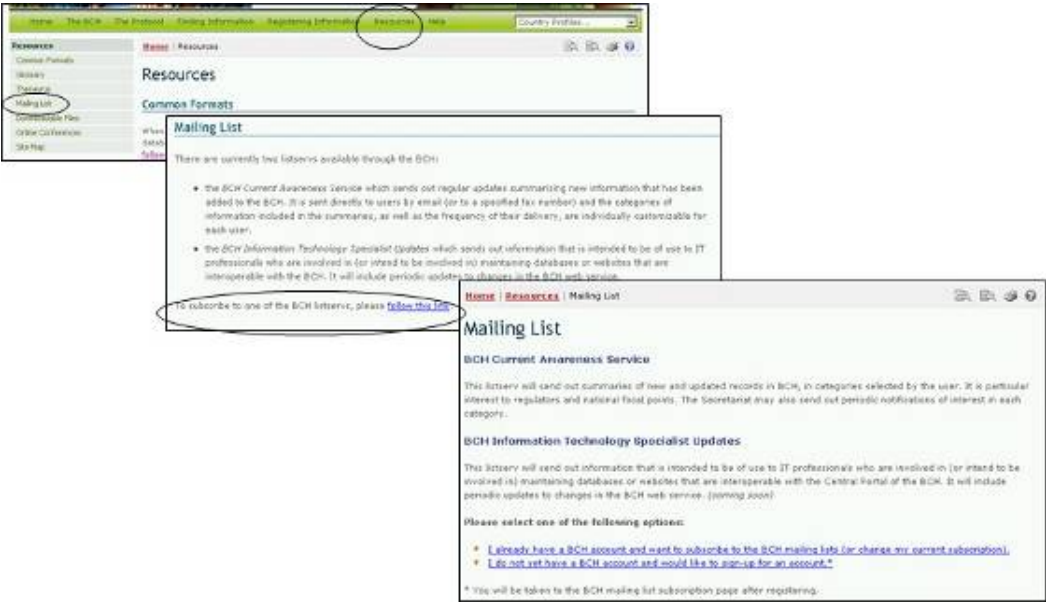 Home The BCH The Protocol Finding Information Registering Information Resources Help Country Profiles...
Resources
Common Formats
Glossary
Thesaurus
Mailing List
Downloadable Files
Online Conferences
Site Map
Home | Resources
Resources
Common Formats
When
datab
follow
Mailing List
There are currently two listservs available through the BCH:
• the BCH Current Awareness Service which sends out regular updates summarising new information that has been
added to the BCH. It is sent directly to users by email (or to a specified fax number) and the categories of
information included in the summaries, as well as the frequency of their delivery, are individually customizable for
each user.
• the BCH Information Technology Specialist Updates which sends out information that is intended to be of use to IT
professionals who are involved in (or intend to be involved in) maintaining databases or websites that are
interoperable with the BCH. It will include periodic updates to changes in the BCH web service.
To subscribe to one of the BCH listservs, please follow this link
Home | Resources | Mailing List
Mailing List
BCH Current Awareness Service
This listserv will send out summaries of new and updated records in BCH, in categories selected by the user. It is particular
interest to regulators and national focal points. The Secretariat may also send out periodic notifications of interest in each
category.
BCH Information Technology Specialist Updates
This listserv will send out information that is intended to be of use to IT professionals who are involved in (or intend to be
involved in) maintaining databases or websites that are interoperable with the Central Portal of the BCH. It will include
periodic updates to changes in the BCH web service. (coming soon)
Please select one of the following options:
• I already have a BCH account and want to subscribe to the BCH mailing lists (or change my current subscription).
• I do not yet have a BCH account and would like to sign-up for an account.*
* You will be taken to the BCH mailing list subscription page after registering.